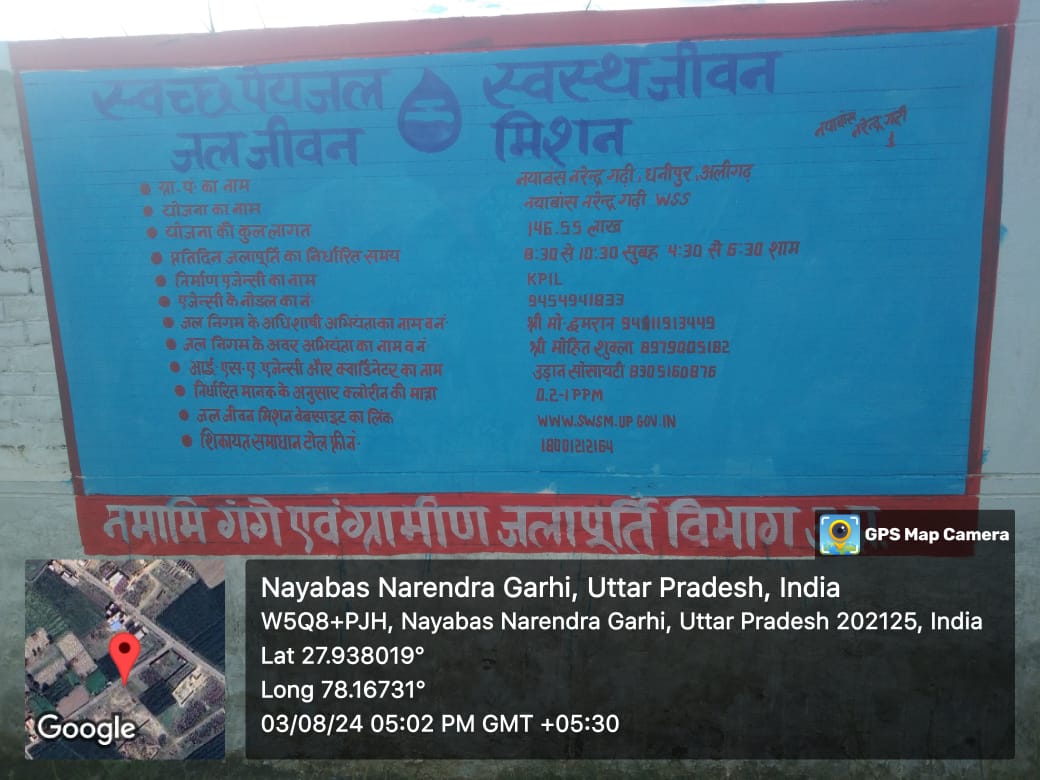 स्वच्छ पेयजल स्वस्थ जीवन
जल जीवन मिशन
नयाबांस नरेन्द्र गढ़ी
1
ग्रा. पं. का नाम नयाबस नरेन्द्र गढ़ी, धनीपुर, अलीगढ़
योजना का नाम नयाबांस नरेन्द्र गढ़ी WSS
योजना की कुल लागत 146.55 लाख
प्रतिदिन जलापूर्ति का निर्धारित समय 8:30 से 10:30 सुबह 4:30 से 6:30 शाम
निर्माण एजेन्सी का नाम KPIL
एजेन्सी के नोडल का नं. 9454941833
जल निगम के अधिशाषी अभियंता का नाम व नं. श्री मो. इमरान
जल निगम के अवर अभियंता का नाम व नं. श्री मोहित शुक्ला 8979005182
आई. एस. ए. एजेन्सी और क्वार्डिनेटर का नाम उड़ान सोसायटी 8305160876
निर्धारित मानक के अनुसार क्लोरीन की मात्रा 0.2-1 PPM
जल जीवन मिशन वेबसाइट का लिंक WWW.SWSM.UP GOV.IN
शिकायत समाधान टोल फ्री नं. 18001212164
नमामि गंगे एवं ग्रामीण जलापूर्ति विभाग
GPS Map Camera
Nayabas Narendra Garhi, Uttar Pradesh, India
W5Q8+PJH, Nayabas Narendra Garhi, Uttar Pradesh 202125, India
Lat 27.938019°
Long 78.16731°
03/08/24 05:02 PM GMT +05:30
Google